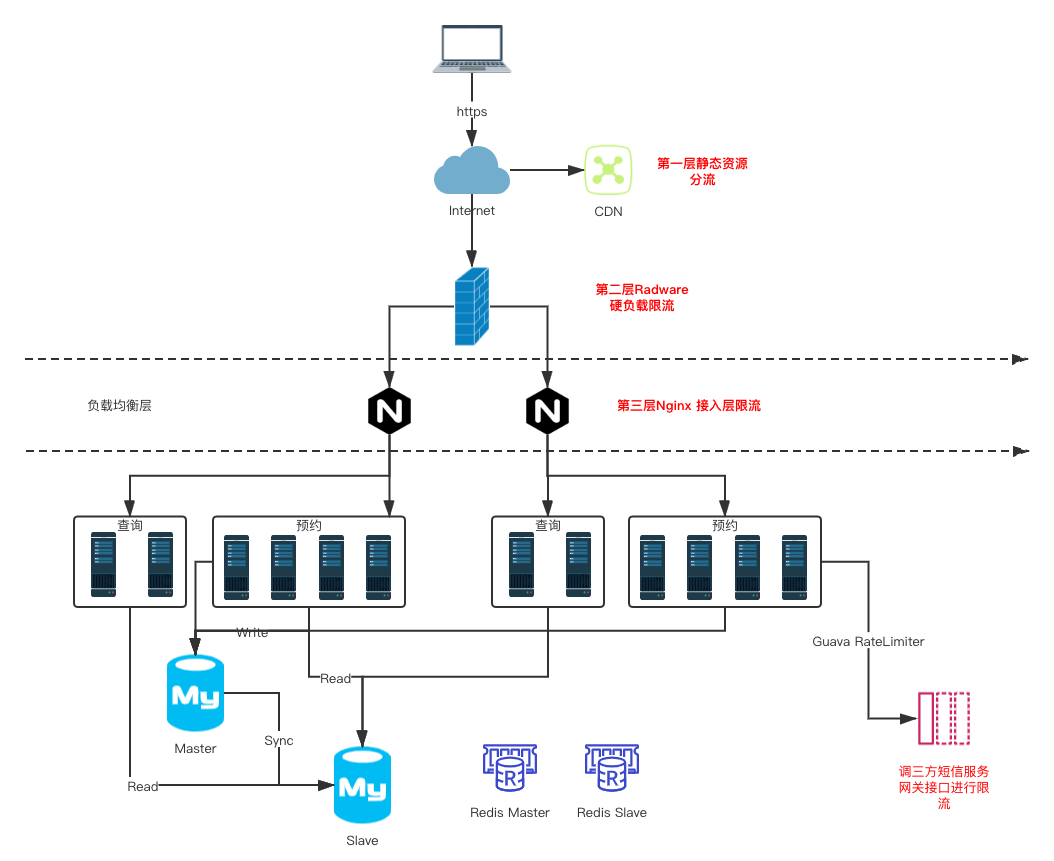 https
第一层静态资源
分流
Internet
CDN
第二层Radware
硬负载限流
负载均衡层
N
N
第三层Nginx 接入层限流
查询
预约
查询
预约
Write
Guava RateLimiter
Read
My
Master
Sync
Read
My
Slave
R
R
Redis Master
Redis Slave
调三方短信服务
网关接口进行限
流